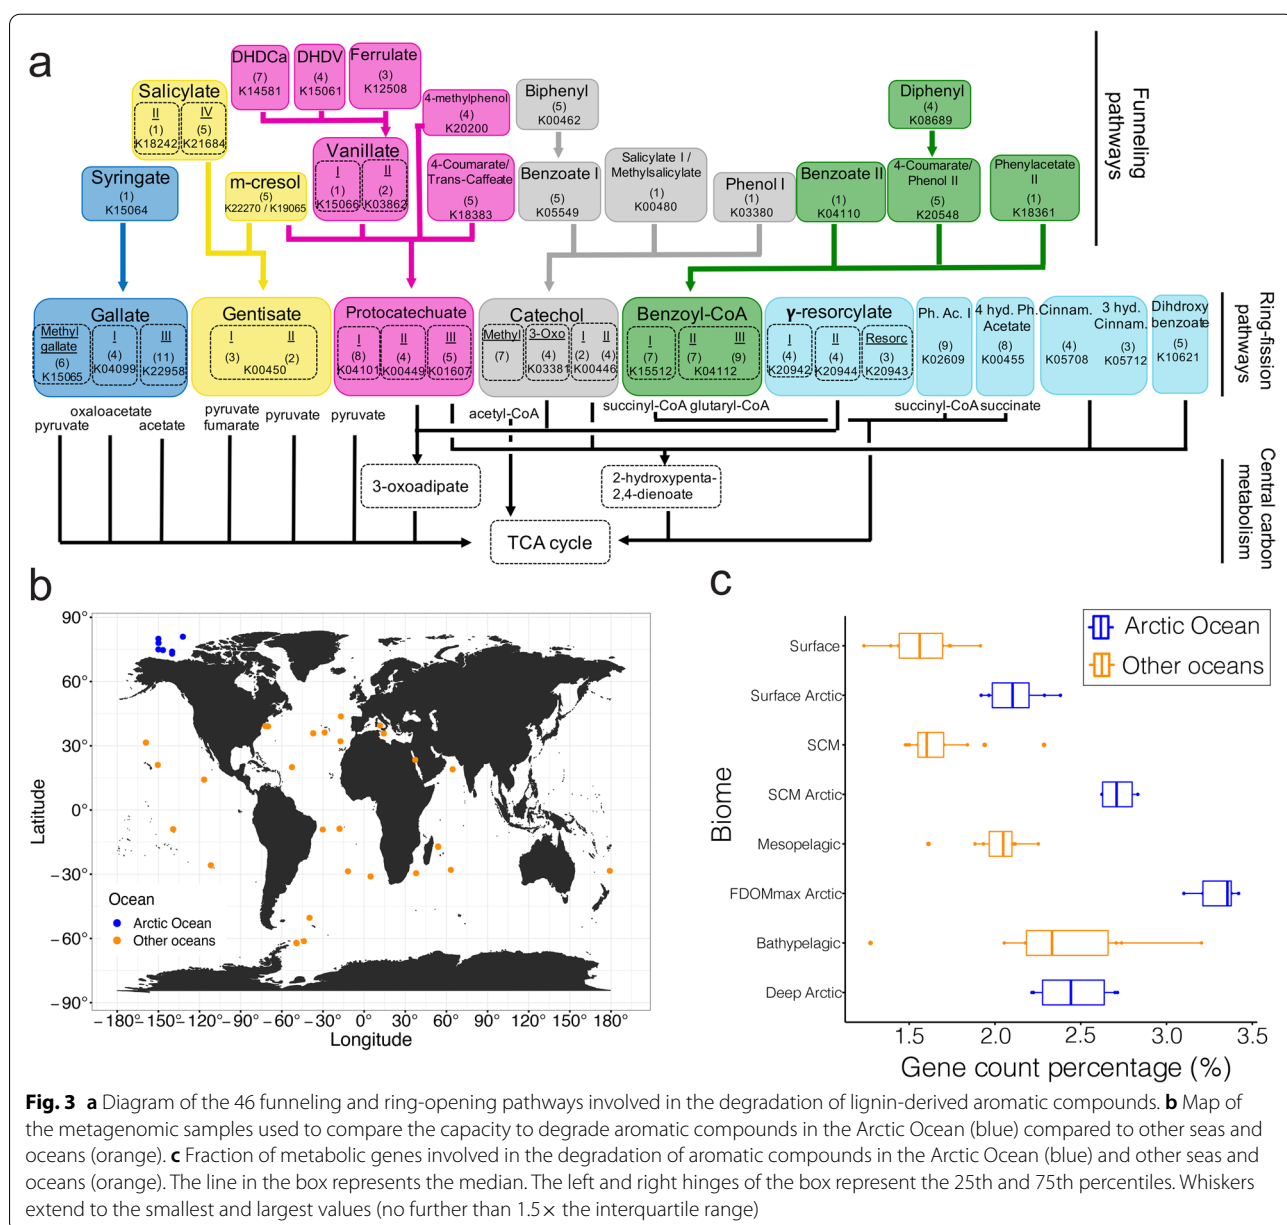 a
DHDCa
(7)
K14581
DHDV
(4)
K15061
Ferrulate
(3)
K12508
Salicylate
II
(1)
K18242
IV
(5)
K21684
4-methylphenol
(4)
K20200
Biphenyl
(5)
K00462
Diphenyl
(4)
K08689
Funneling
pathways
Syringate
(1)
K15064
m-cresol
(5)
K22270 / K19065
Vanillate
I
(1)
K15066
II
(2)
K03862
4-Coumarate/
Trans-Caffeate
(5)
K18383
Benzoate I
(5)
K05549
Salicylate I /
Methylsalicylate
(1)
K00480
Phenol I
(1)
K03380
Benzoate II
(1)
K04110
4-Coumarate/
Phenol II
(5)
K20548
Phenylacetate
II
(1)
K18361
Gallate
Methyl
gallate
(6)
K15065
I
(4)
K04099
III
(11)
K22958
Gentisate
I
(3)
II
(2)
K00450
Protocatechuate
I
(8)
K04101
II
(4)
K00449
III
(5)
K01607
Catechol
Methyl
(7)
3-Oxo
(4)
K03381
I
(2)
II
(4)
K00446
Benzoyl-CoA
I
(7)
K15512
II
(7)
III
(9)
K04112
γ-resorcylate
I
(4)
K20942
II
(4)
K20944
Resorc
(3)
K20943
Ph. Ac. I
(9)
K02609
4 hyd. Ph.
Acetate
(8)
K00455
Cinnam.
(4)
K05708
3 hyd.
Cinnam.
(3)
K05712
Dihdroxy
benzoate
(5)
K10621
Ring-fission
pathways
pyruvate
oxaloacetate
acetate
pyruvate
fumarate
pyruvate
pyruvate
acetyl-CoA
succinyl-CoA
glutaryl-CoA
succinyl-CoA
succinate
3-oxoadipate
2-hydroxypenta-
2,4-dienoate
TCA cycle
Central carbon
metabolism
b
90°
60°
30°
0°
−30°
−60°
−90°
Latitude
Ocean
Arctic Ocean
Other oceans
−180°
−150°
−120°
−90°
−60°
−30°
0°
30°
60°
90°
120°
150°
180°
Longitude
c
Arctic Ocean
Other oceans
Biome
Surface
Surface Arctic
SCM
SCM Arctic
Mesopelagic
FDOMmax Arctic
Bathypelagic
Deep Arctic
1.5
2.0
2.5
3.0
3.5
Gene count percentage (%)
Fig. 3 a Diagram of the 46 funneling and ring-opening pathways involved in the degradation of lignin-derived aromatic compounds. b Map of
the metagenomic samples used to compare the capacity to degrade aromatic compounds in the Arctic Ocean (blue) compared to other seas and
oceans (orange). c Fraction of metabolic genes involved in the degradation of aromatic compounds in the Arctic Ocean (blue) and other seas and
oceans (orange). The line in the box represents the median. The left and right hinges of the box represent the 25th and 75th percentiles. Whiskers
extend to the smallest and largest values (no further than 1.5× the interquartile range)